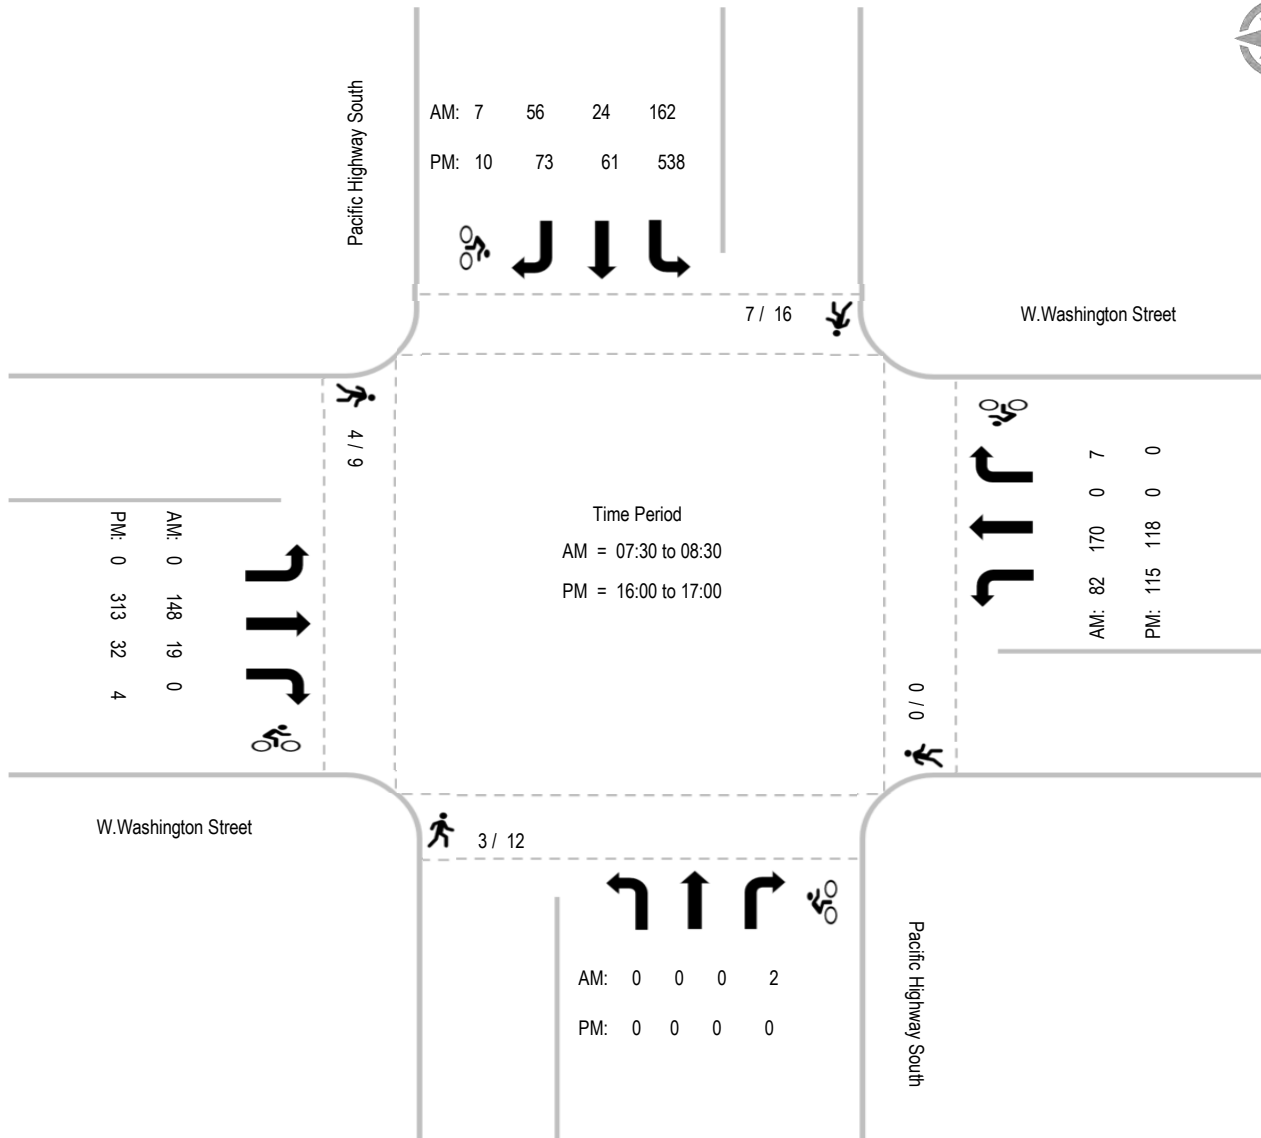 Pacific Highway South
AM: 7 56 24 162
PM: 10 73 61 538
7 / 16
W.Washington Street
4 / 9
AM: 82 170 0 7
PM: 115 118 0 0
Time Period
AM = 07:30 to 08:30
PM = 16:00 to 17:00
AM: 0 148 19 0
PM: 0 313 32 4
0 / 0
W.Washington Street
3 / 12
AM: 0 0 0 2
PM: 0 0 0 0
Pacific Highway South